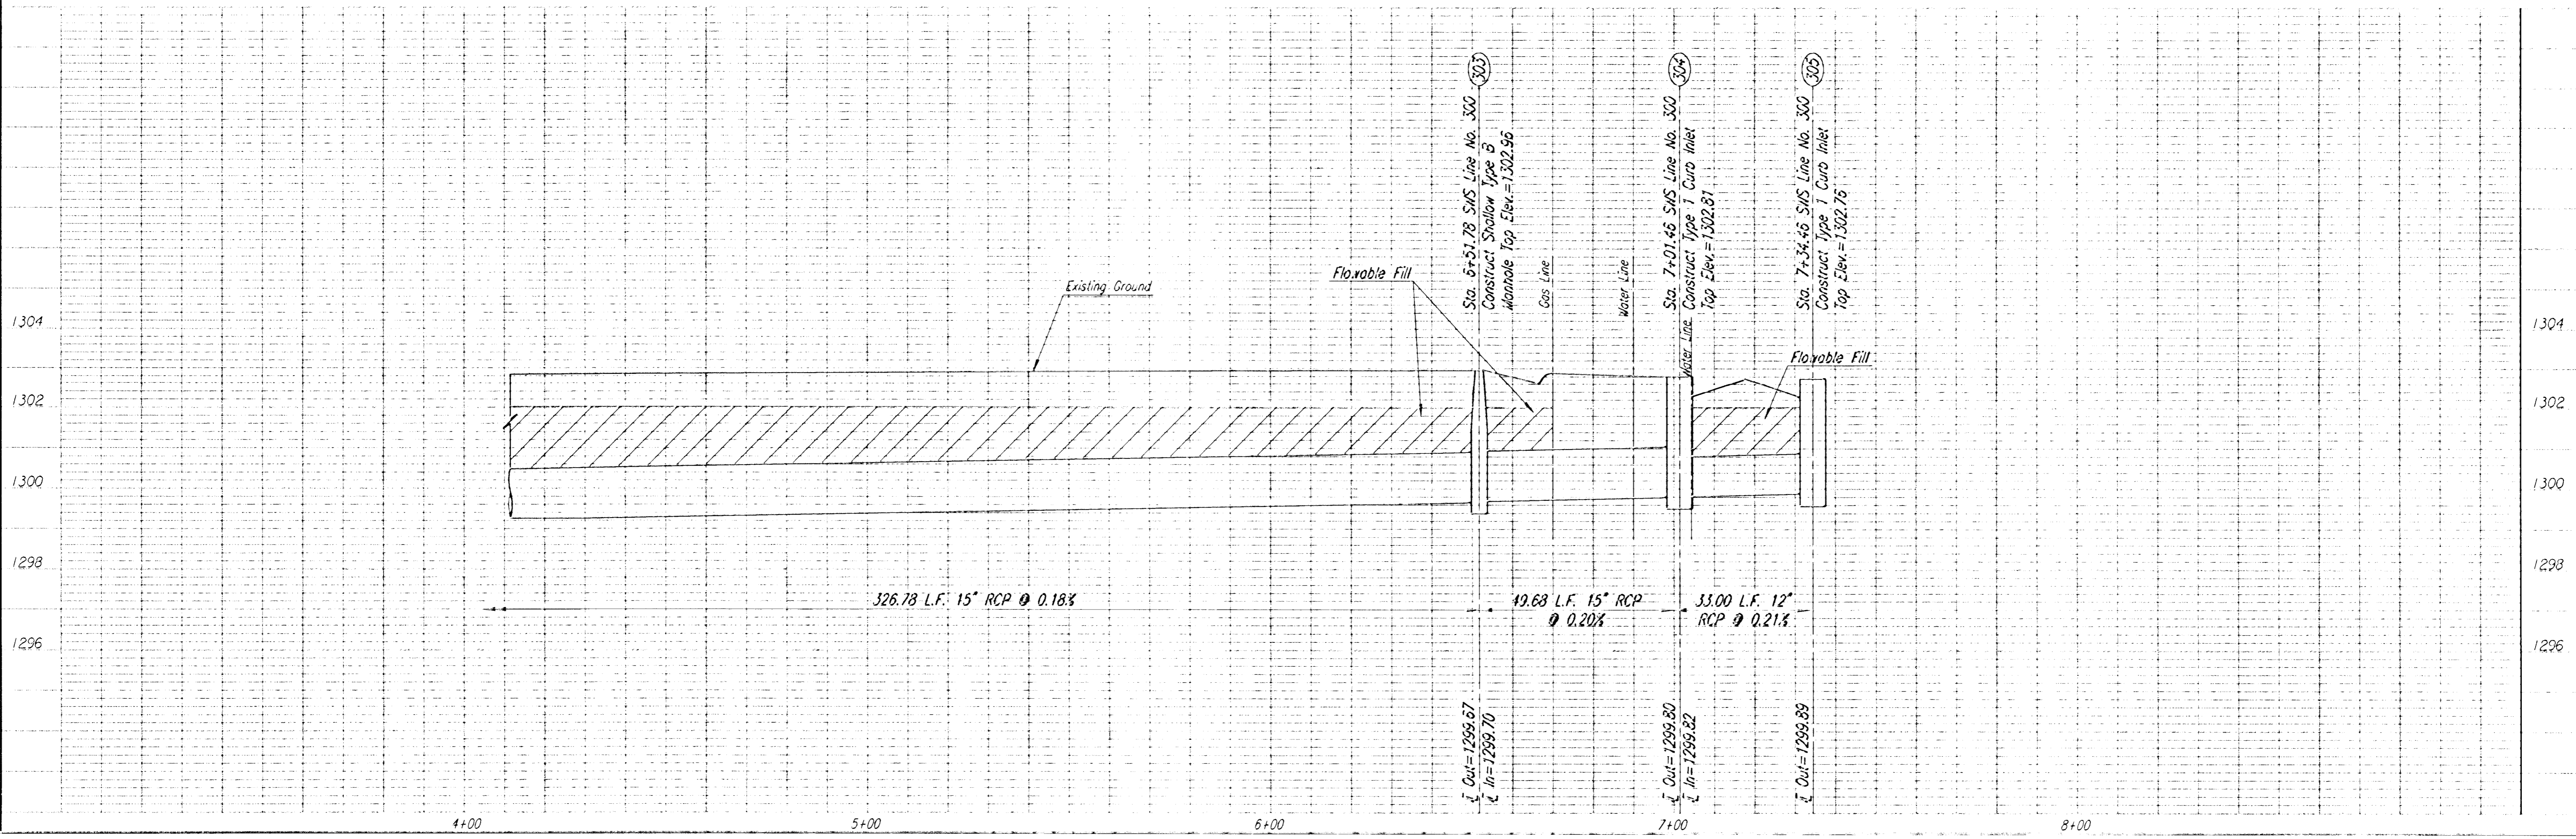 303
304
305
Sta. 6+51.78 SWS Line No. 300
Construct Shallow Type B
Manhole Top Elev.=1302.96
Gas Line
Water Line
Sta. 7+01.46 SWS Line No. 300
Construct Type 1 Curb Inlet
Top Elev.=1302.81
Water Line
Sta. 7+34.46 SWS Line No. 300
Construct Type 1 Curb Inlet
Top Elev.=1302.76
Existing Ground
Flowable Fill
Flowable Fill
1304
1302
1300
1298
1296
1304
1302
1300
1298
1296
326.78 L.F. 15" RCP @ 0.18%
49.68 L.F. 15" RCP
@ 0.20%
33.00 L.F. 12"
RCP @ 0.21%
Out=1299.67
In=1299.70
Out=1299.80
In=1299.82
Out=1299.89
4+00
5+00
6+00
7+00
8+00